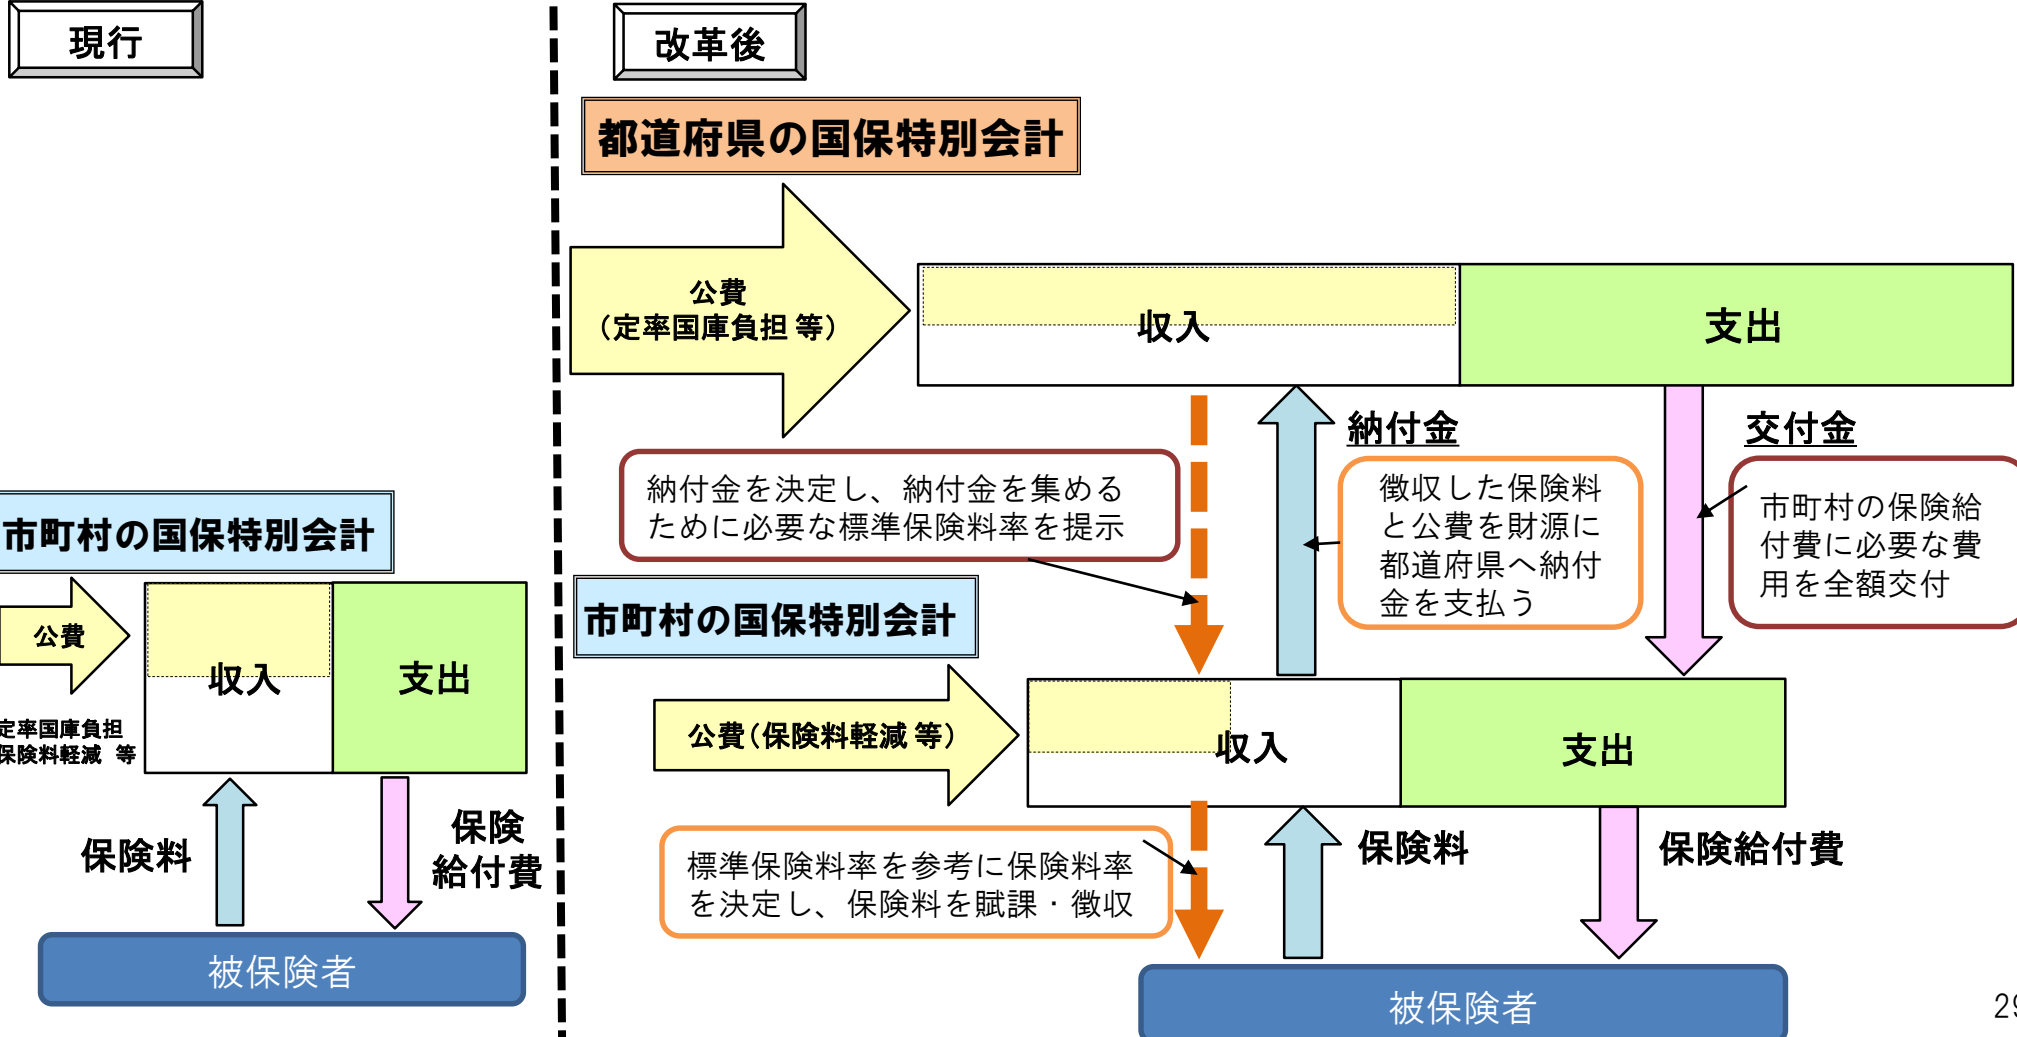 現行
市町村の国保特別会計
公費
定率国庫負担
保険料軽減 等
収入
支出
保険料
保険
給付費
被保険者
改革後
都道府県の国保特別会計
公費
（定率国庫負担 等）
収入
支出
納付金
交付金
納付金を決定し、納付金を集める
ために必要な標準保険料率を提示
徴収した保険料
と公費を財源に
都道府県へ納付
金を支払う
市町村の保険給
付費に必要な費
用を全額交付
市町村の国保特別会計
公費（保険料軽減 等）
収入
支出
標準保険料率を参考に保険料率
を決定し、保険料を賦課・徴収
保険料
保険給付費
被保険者
29